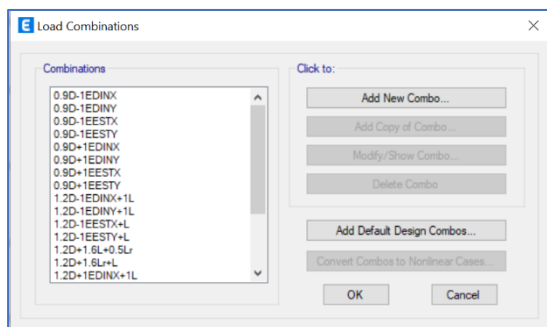 E Load Combinations
Combinations
0.9D-1EDINX
0.9D-1EDINY
0.9D-1EESTX
0.9D-1EESTY
0.9D+1EDINX
0.9D+1EDINY
0.9D+1EESTX
0.9D+1EESTY
1.2D-1EDINX+1L
1.2D-1EDINY+1L
1.2D-1EESTX+L
1.2D-1EESTY+L
1.2D+1.6L+0.5Lr
1.2D+1.6Lr+L
1.2D+1EDINX+1L
Click to:
Add New Combo...
Add Copy of Combo...
Modify/Show Combo...
Delete Combo
Add Default Design Combos...
Convert Combos to Nonlinear Cases...
OK
Cancel